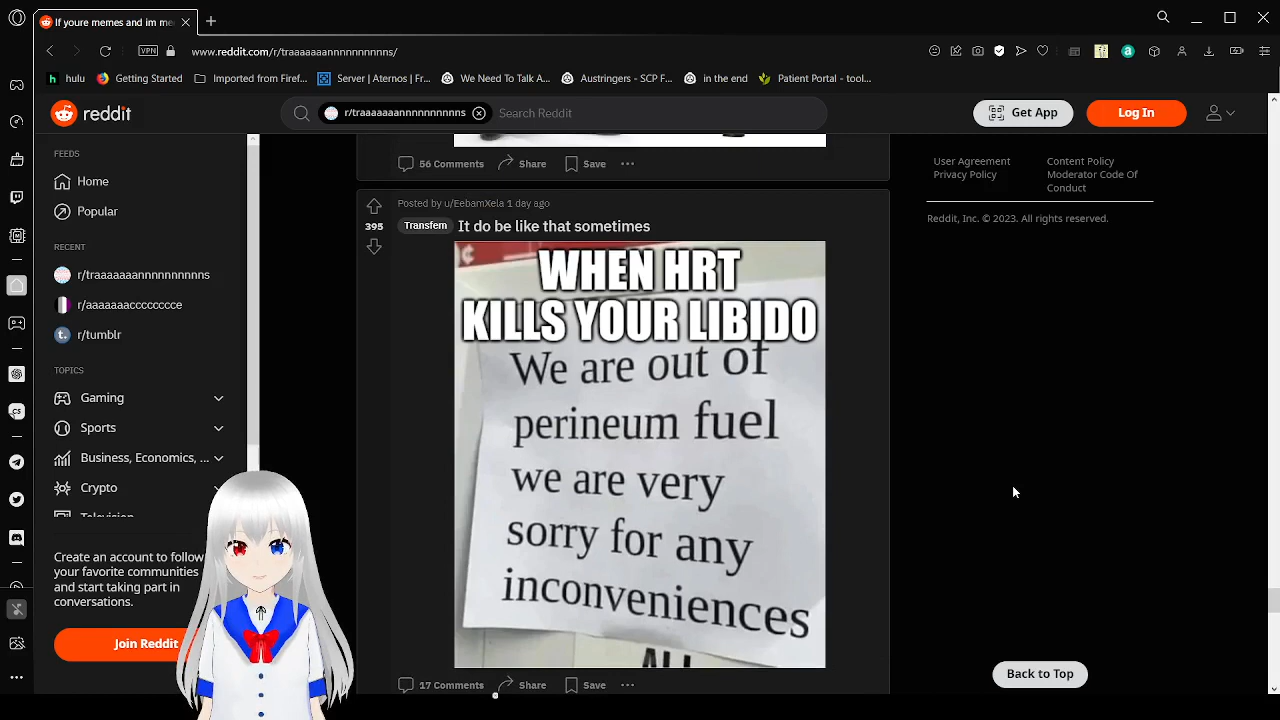 If youre memes and im me
VPN
www.reddit.com/r/traaaaaaannnnnnnnnns/
hulu
Getting Started
Imported from Firef...
Server | Aternos | Fr...
We Need To Talk A...
Austringers - SCP F...
in the end
Patient Portal - tool...
reddit
r/traaaaaaannnnnnnnnns
Search Reddit
Get App
Log In
FEEDS
Home
Popular
RECENT
r/traaaaaaannnnnnnnnns
r/aaaaaaacccccccce
r/tumblr
TOPICS
Gaming
Sports
Business, Economics, ...
Crypto
Television
Create an account to follow
your favorite communities
and start taking part in
conversations.
Join Reddit
56 Comments
Share
Save
Posted by u/EebamXela 1 day ago
395
Transfem
It do be like that sometimes
WHEN HRT
KILLS YOUR LIBIDO
We are out of
perineum fuel
we are very
sorry for any
inconveniences
ALL
17 Comments
Share
Save
User Agreement
Privacy Policy
Content Policy
Moderator Code Of
Conduct
Reddit, Inc. © 2023. All rights reserved.
Back to Top